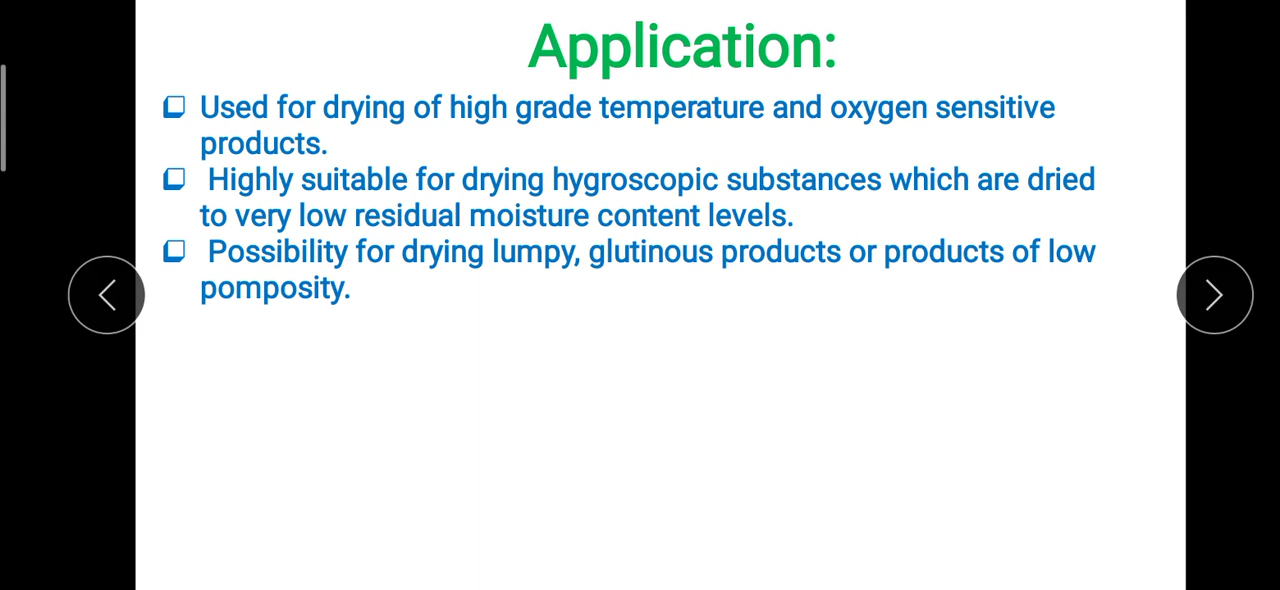 Application:
Used for drying of high grade temperature and oxygen sensitive
products.
Highly suitable for drying hygroscopic substances which are dried
to very low residual moisture content levels.
Possibility for drying lumpy, glutinous products or products of low
pomposity.